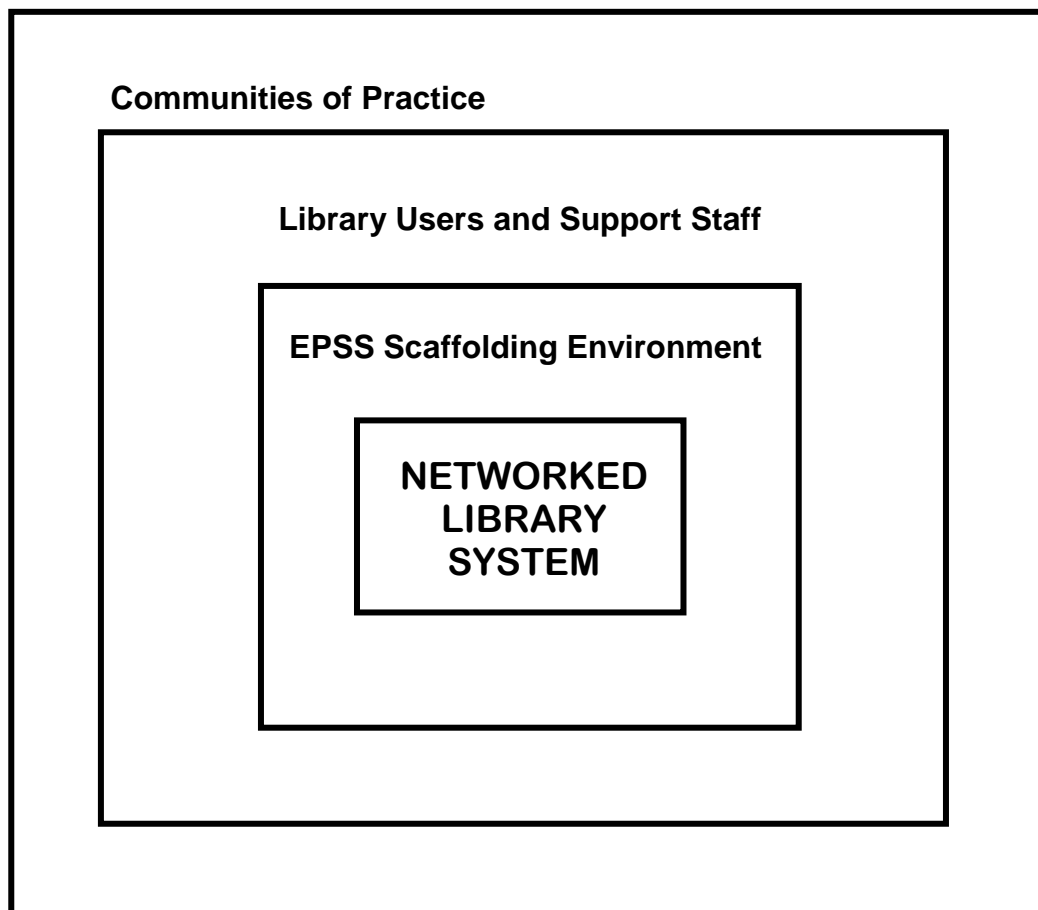 Communities of Practice
Library Users and Support Staff
EPSS Scaffolding Environment
NETWORKED
LIBRARY
SYSTEM